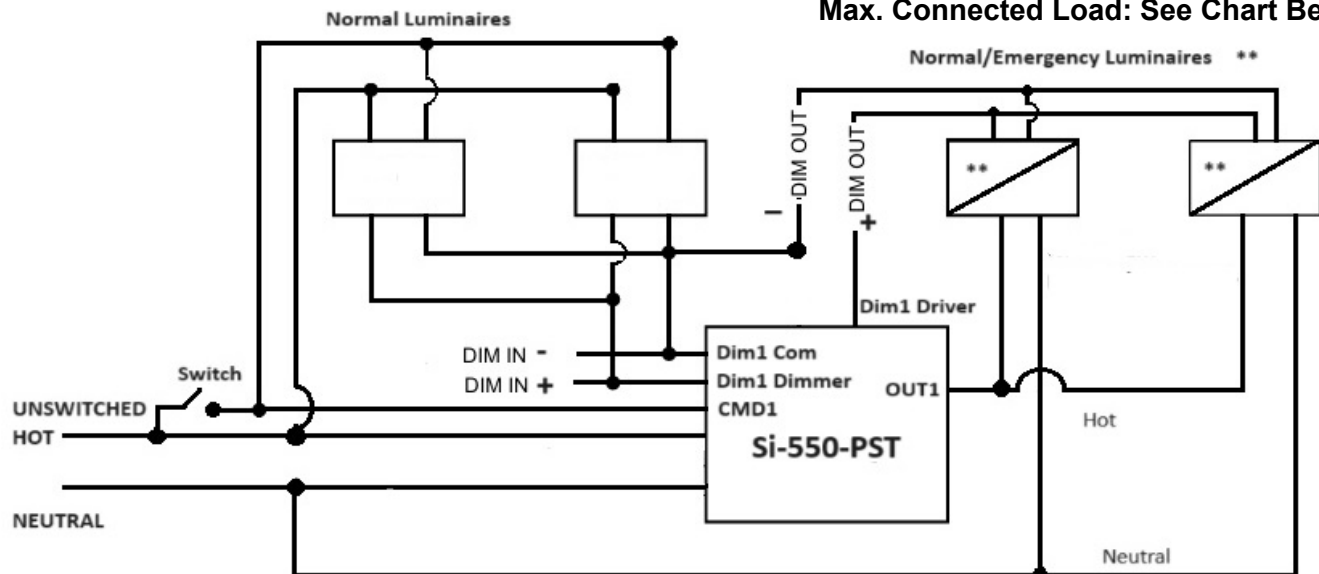 Normal Luminaires
Max. Connected Load: See Chart Be
Normal/Emergency Luminaires **
DIM OUT
-
DIM OUT
+
**
**
Dim1 Driver
DIM IN -
Dim1 Com
DIM IN +
Dim1 Dimmer
OUT1
Switch
CMD1
UNSWITCHED
HOT
Si-550-PST
Hot
NEUTRAL
Neutral